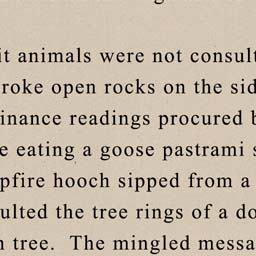 it animals were not consult
roke open rocks on the sid
inance readings procured b
e eating a goose pastrami s
pfire hooch sipped from a
ulted the tree rings of a do
n tree. The mingled messa